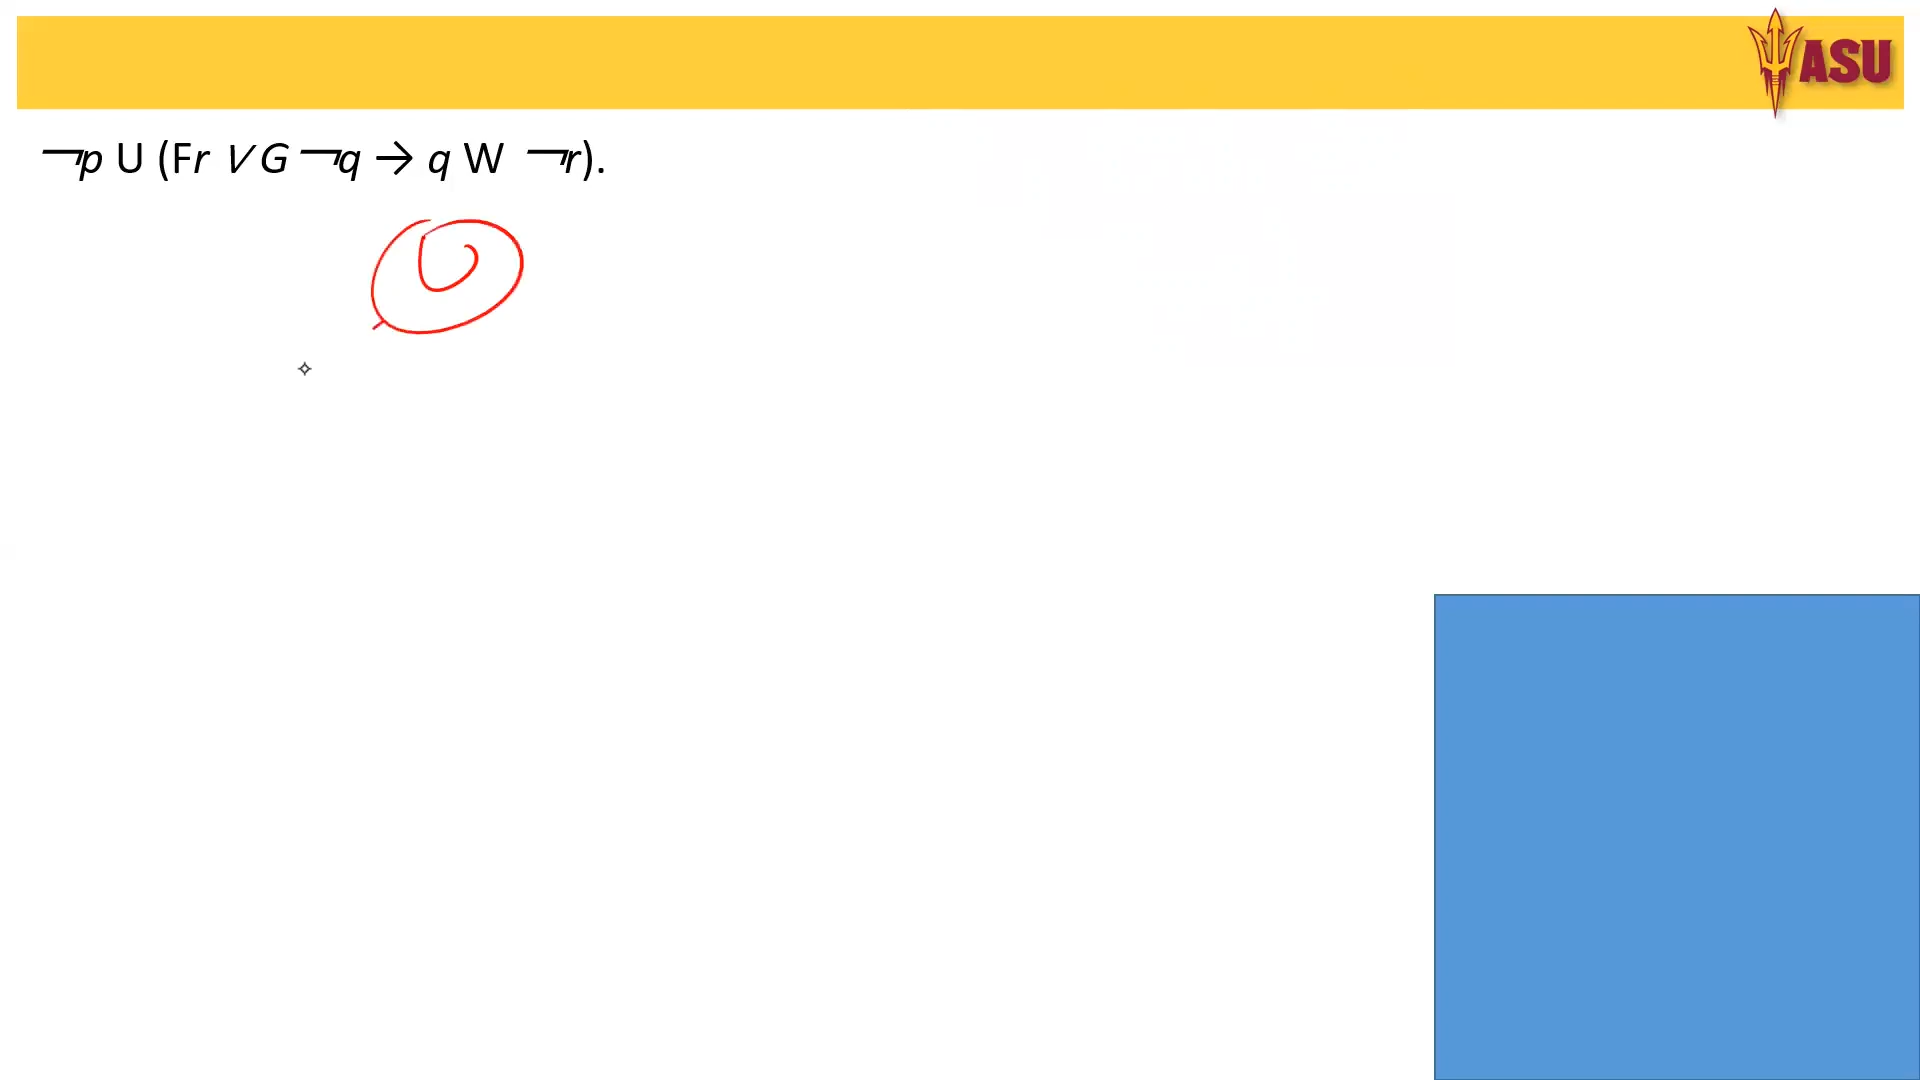 ASU
¬p U (Fr ∨ G¬q → q W ¬r).
U